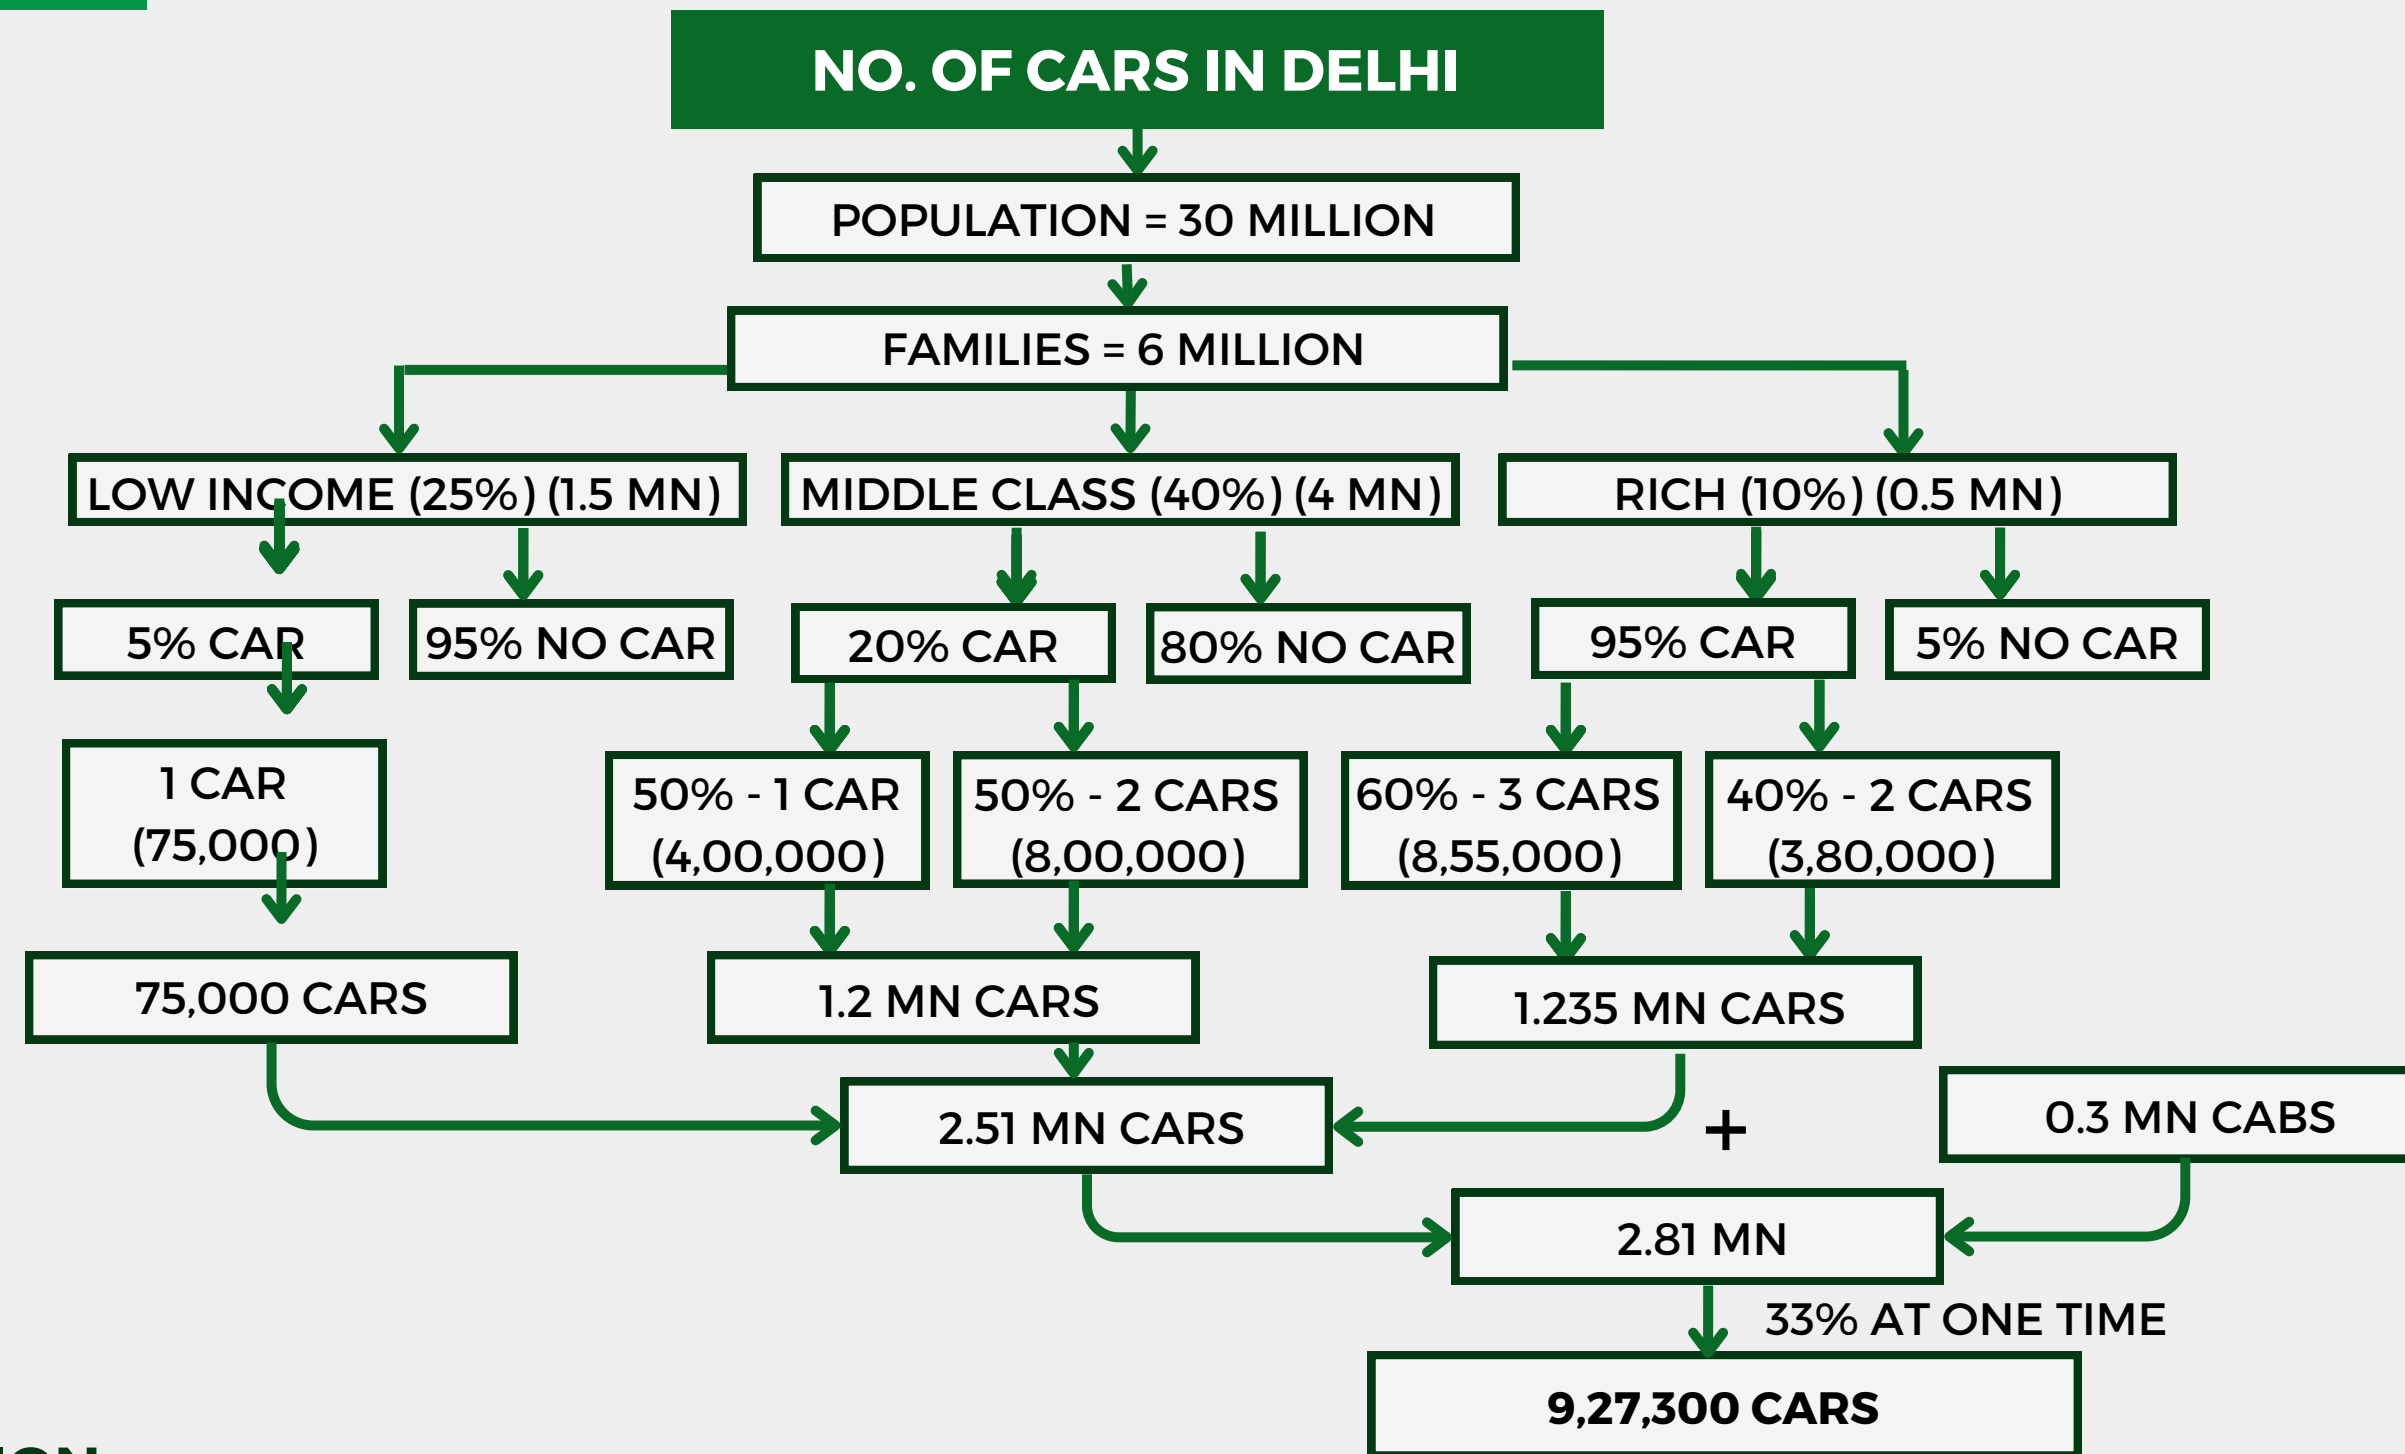 NO. OF CARS IN DELHI
POPULATION = 30 MILLION
FAMILIES = 6 MILLION
LOW INCOME (25%) (1.5 MN)
MIDDLE CLASS (40%) (4 MN)
RICH (10%) (0.5 MN)
5% CAR
95% NO CAR
20% CAR
80% NO CAR
95% CAR
5% NO CAR
1 CAR
(75,000)
50% - 1 CAR
(4,00,000)
50% - 2 CARS
(8,00,000)
60% - 3 CARS
(8,55,000)
40% - 2 CARS
(3,80,000)
75,000 CARS
1.2 MN CARS
1.235 MN CARS
2.51 MN CARS
+
0.3 MN CABS
2.81 MN
33% AT ONE TIME
9,27,300 CARS